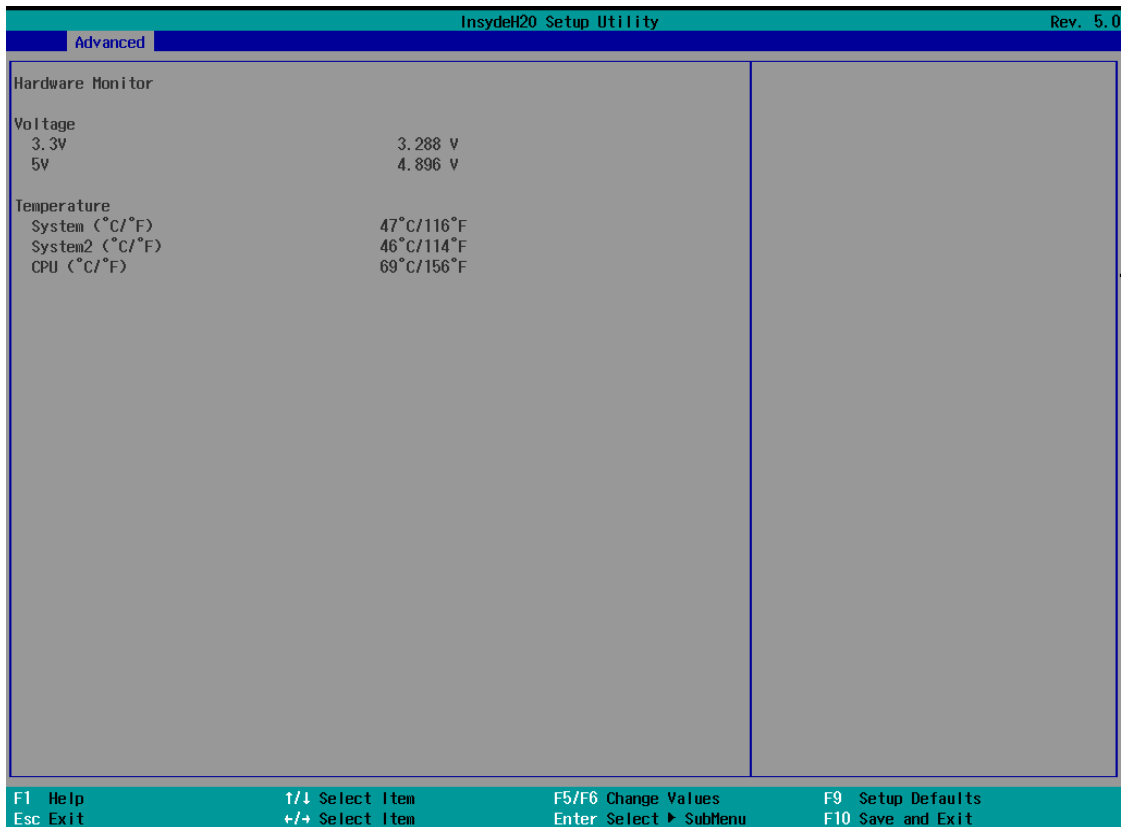 InsydeH20 Setup Utility Rev. 5.0
Advanced
Hardware Monitor
Voltage
3.3V 3.288 V
5V 4.896 V
Temperature
System (°C/°F) 47°C/116°F
System2 (°C/°F) 46°C/114°F
CPU (°C/°F) 69°C/156°F
F1 Help ↑/↓ Select Item F5/F6 Change Values F9 Setup Defaults
Esc Exit ←/→ Select Item Enter Select ▶ SubMenu F10 Save and Exit